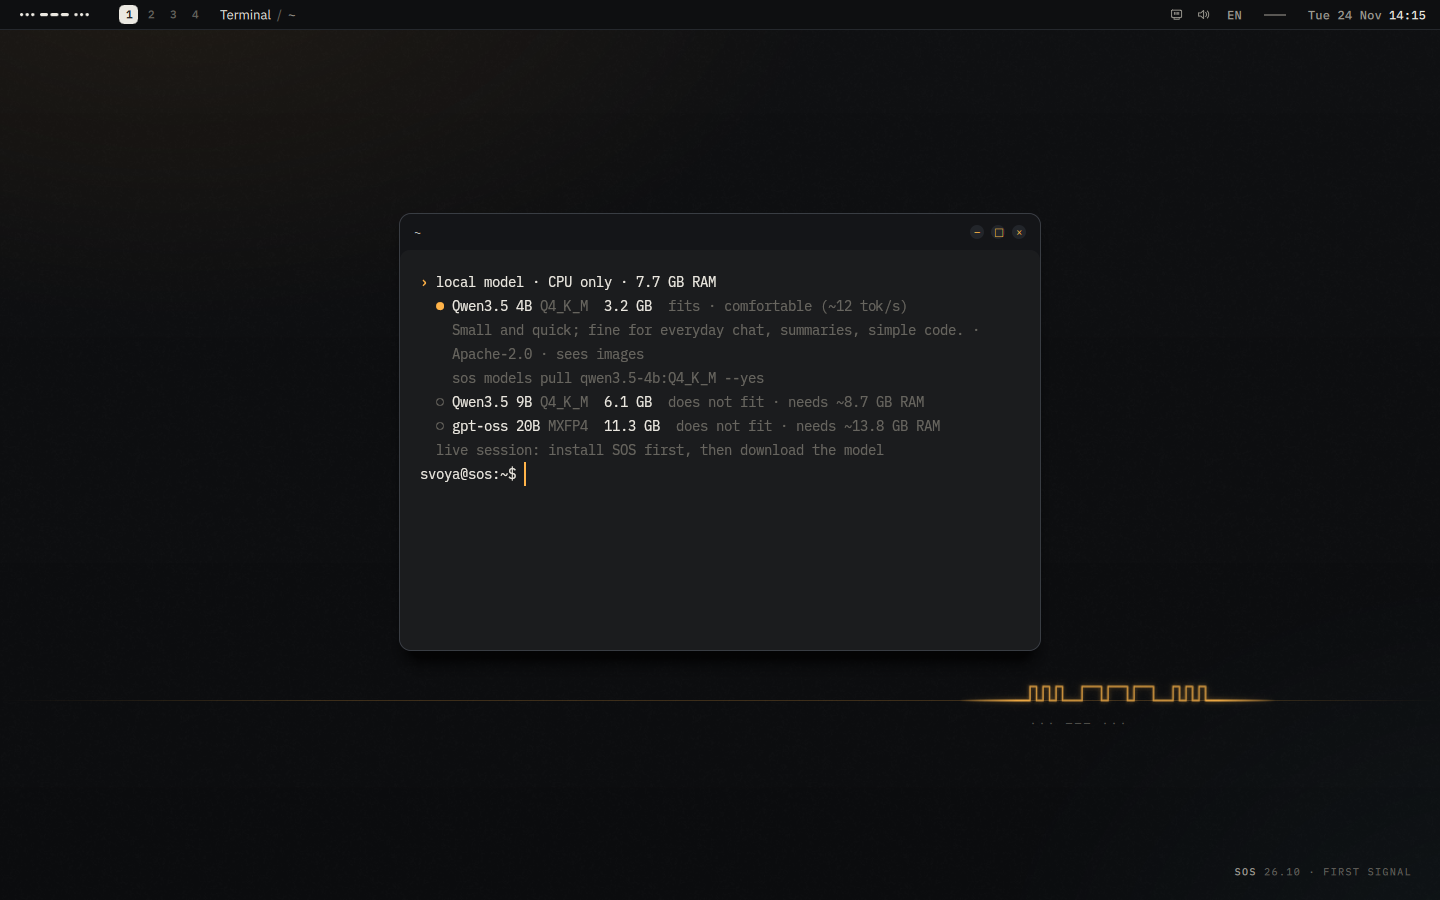 1 2 3 4 Terminal / ~ EN Tue 24 Nov 14:15
~
› local model · CPU only · 7.7 GB RAM
● Qwen3.5 4B Q4_K_M 3.2 GB fits · comfortable (~12 tok/s)
Small and quick; fine for everyday chat, summaries, simple code. ·
Apache-2.0 · sees images
sos models pull qwen3.5-4b:Q4_K_M --yes
○ Qwen3.5 9B Q4_K_M 6.1 GB does not fit · needs ~8.7 GB RAM
○ gpt-oss 20B MXFP4 11.3 GB does not fit · needs ~13.8 GB RAM
live session: install SOS first, then download the model
svoya@sos:~$
··· −−− ···
SOS 26.10 · FIRST SIGNAL